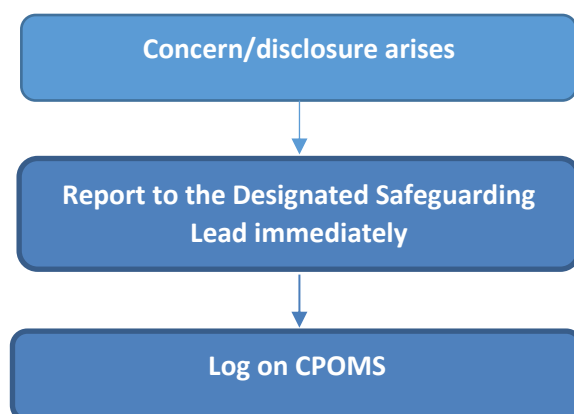 Concern/disclosure arises
Report to the Designated Safeguarding
Lead immediately
Log on CPOMS